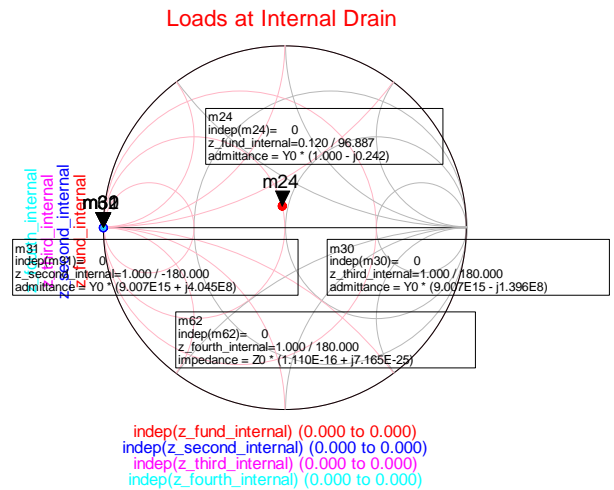 Loads at Internal Drain
m24
indep(m24)= 0
z_fund_internal=0.120 / 96.887
admittance = Y0 * (1.000 - j0.242)
m24
z_fourth_internal
z_third_internal
z_second_internal
z_fund_internal
m31
indep(m31)= 0
z_second_internal=1.000 / -180.000
admittance = Y0 * (9.007E15 + j4.045E8)
m30
indep(m30)= 0
z_third_internal=1.000 / 180.000
admittance = Y0 * (9.007E15 - j1.396E8)
m62
indep(m62)= 0
z_fourth_internal=1.000 / 180.000
impedance = Z0 * (1.110E-16 + j7.165E-25)
indep(z_fund_internal) (0.000 to 0.000)
indep(z_second_internal) (0.000 to 0.000)
indep(z_third_internal) (0.000 to 0.000)
indep(z_fourth_internal) (0.000 to 0.000)